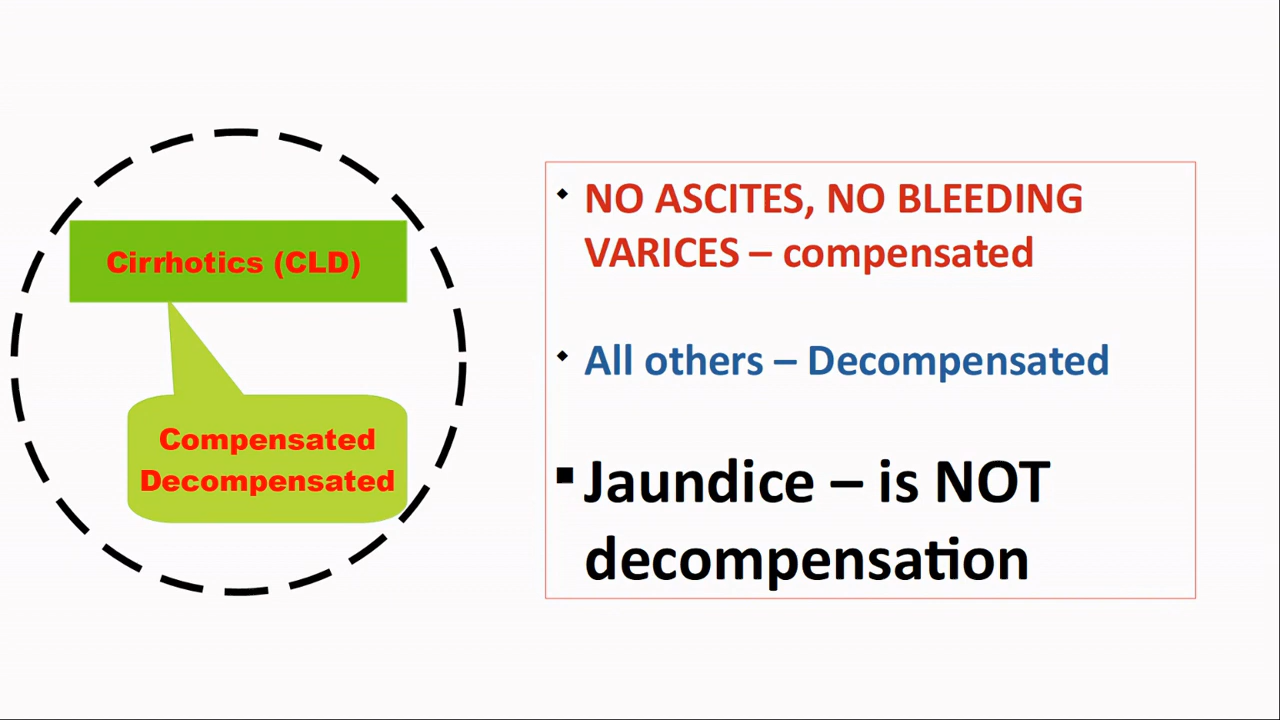 Cirrhotics (CLD)
Compensated
Decompensated
• NO ASCITES, NO BLEEDING
VARICES – compensated
• All others – Decompensated
▪ Jaundice – is NOT
decompensation